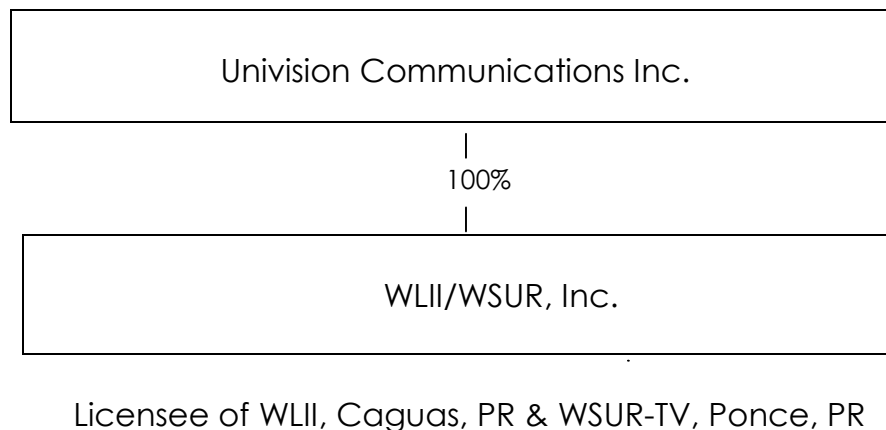 Univision Communications Inc.
100%
WLII/WSUR, Inc.
Licensee of WLII, Caguas, PR & WSUR-TV, Ponce, PR